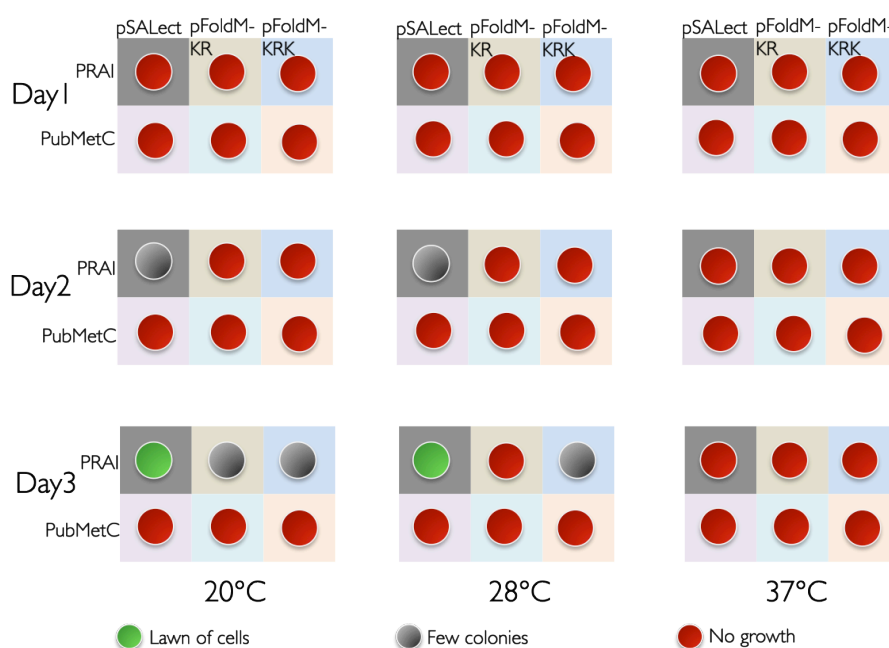 pSALect pFoldM-KR pFoldM-KRK pSALect pFoldM-KR pFoldM-KRK pSALect pFoldM-KR pFoldM-KRK
Day1
PRAI
PubMetC
Day2
PRAI
PubMetC
Day3
PRAI
PubMetC
20°C 28°C 37°C
Lawn of cells Few colonies No growth